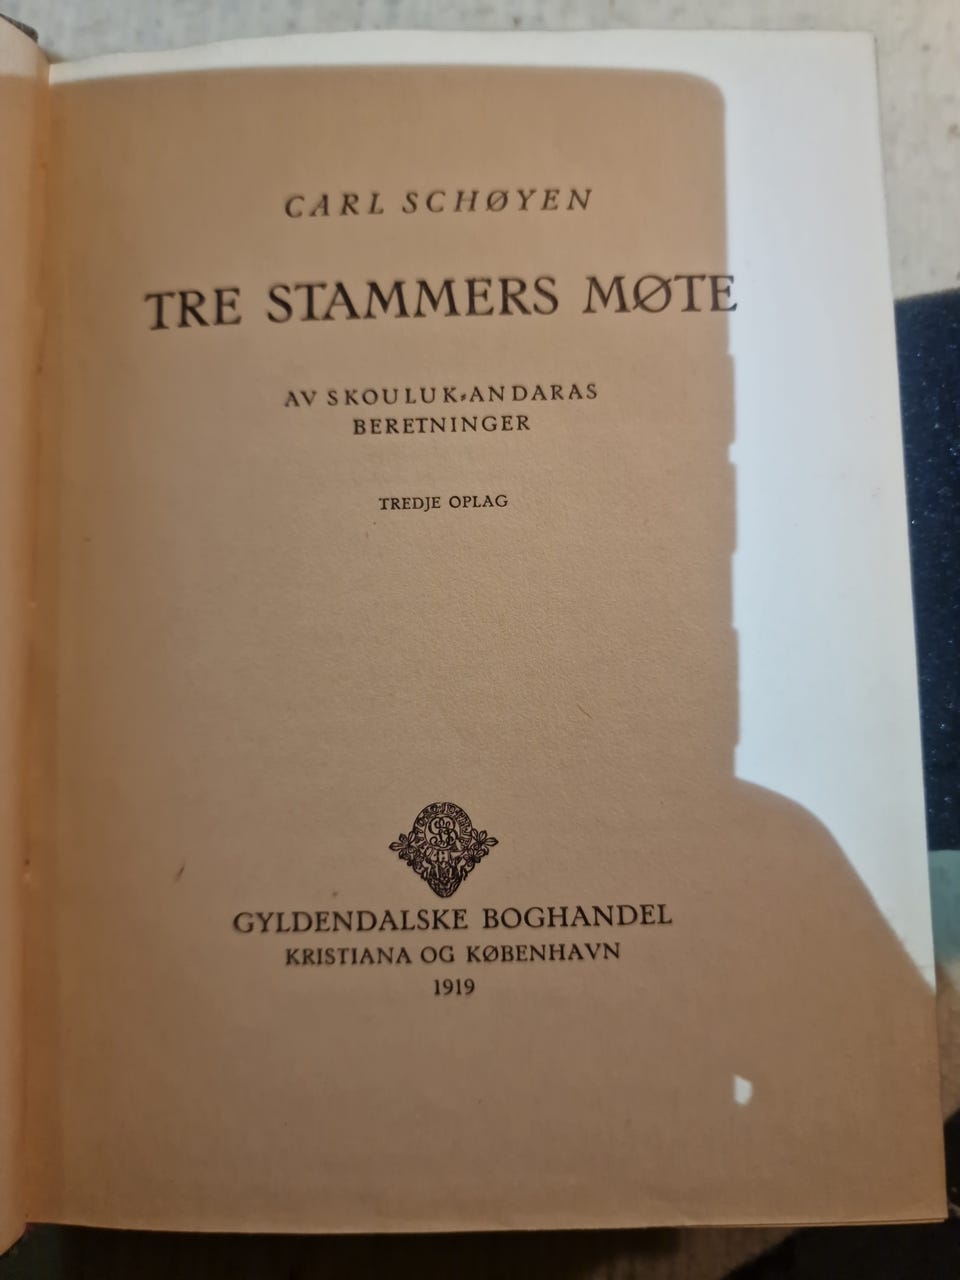 CARL SCHØYEN
TRE STAMMERS MØTE
AV SKOULUK-ANDARAS
BERETNINGER
TREDJE OPLAG
GYLDENDALSKE BOGHANDEL
KRISTIANA OG KØBENHAVN
1919